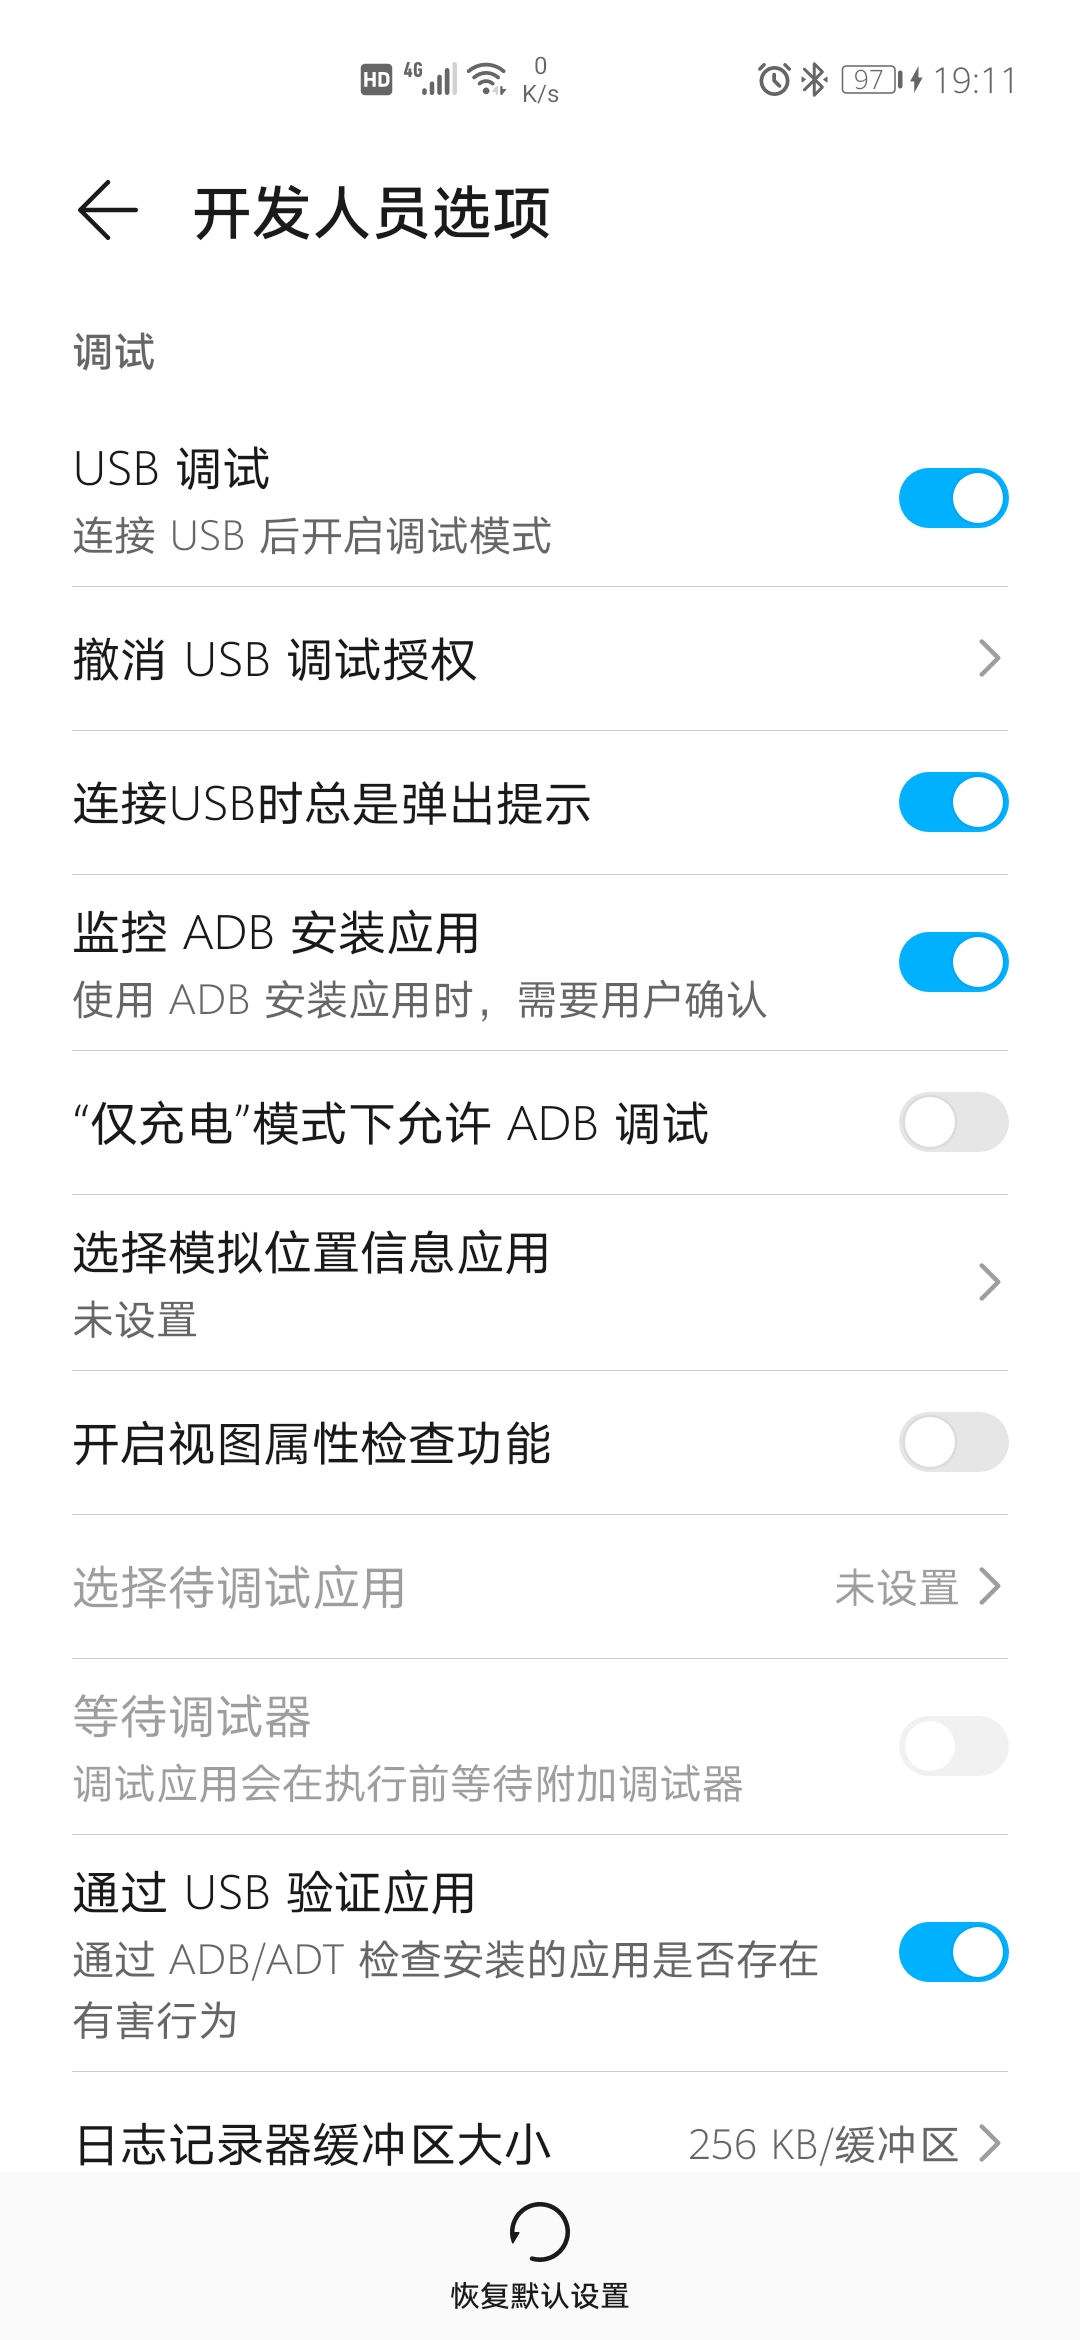 HD 4G 0 K/s 97 19:11
开发人员选项
调试
USB 调试
连接 USB 后开启调试模式
撤消 USB 调试授权
连接USB时总是弹出提示
监控 ADB 安装应用
使用 ADB 安装应用时，需要用户确认
“仅充电”模式下允许 ADB 调试
选择模拟位置信息应用
未设置
开启视图属性检查功能
选择待调试应用 未设置
等待调试器
调试应用会在执行前等待附加调试器
通过 USB 验证应用
通过 ADB/ADT 检查安装的应用是否存在
有害行为
日志记录器缓冲区大小 256 KB/缓冲区
恢复默认设置